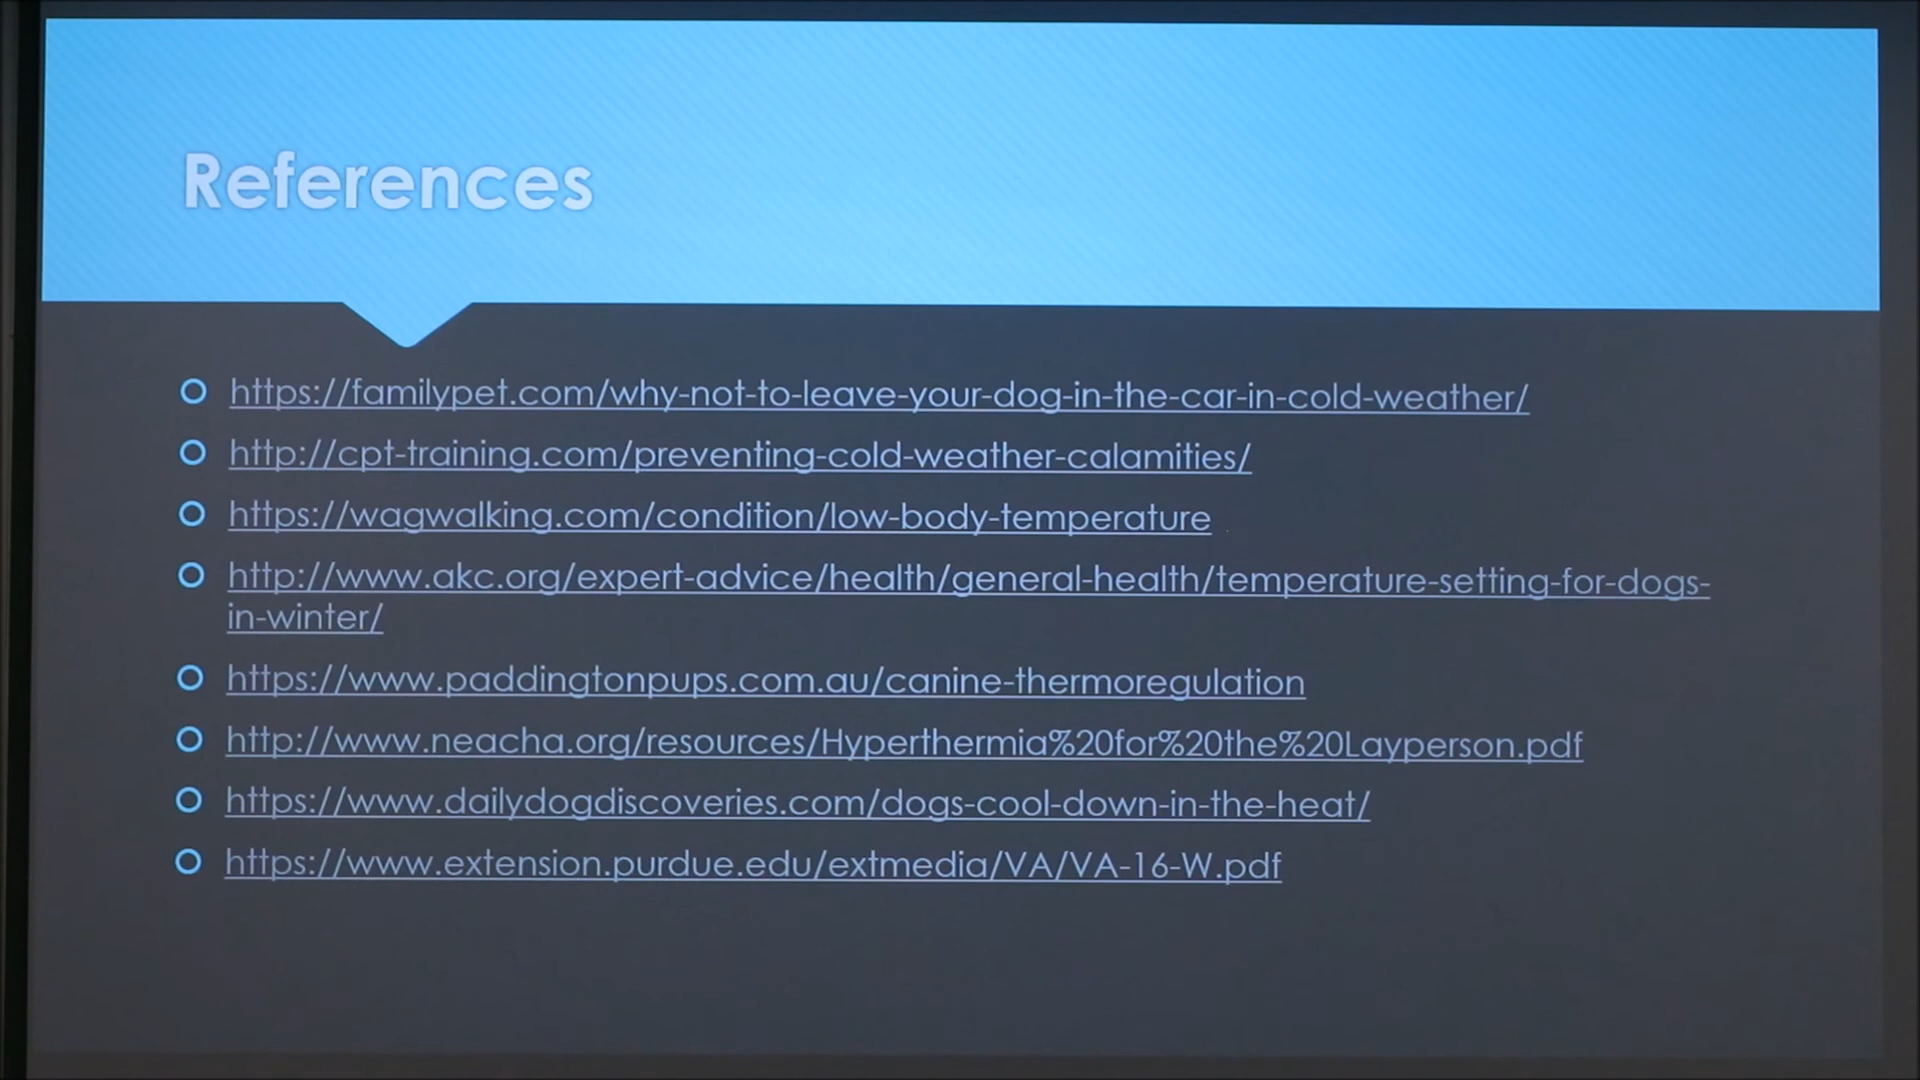 References
https://familypet.com/why-not-to-leave-your-dog-in-the-car-in-cold-weather/
http://cpt-training.com/preventing-cold-weather-calamities/
https://wagwalking.com/condition/low-body-temperature
http://www.akc.org/expert-advice/health/general-health/temperature-setting-for-dogs-
in-winter/
https://www.paddingtonpups.com.au/canine-thermoregulation
http://www.neacha.org/resources/Hyperthermia%20for%20the%20Layperson.pdf
https://www.dailydogdiscoveries.com/dogs-cool-down-in-the-heat/
https://www.extension.purdue.edu/extmedia/VA/VA-16-W.pdf